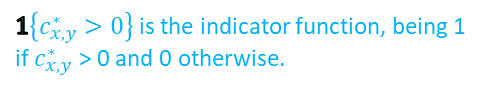 1{c*x,y > 0} is the indicator function, being 1
if c*x,y > 0 and 0 otherwise.